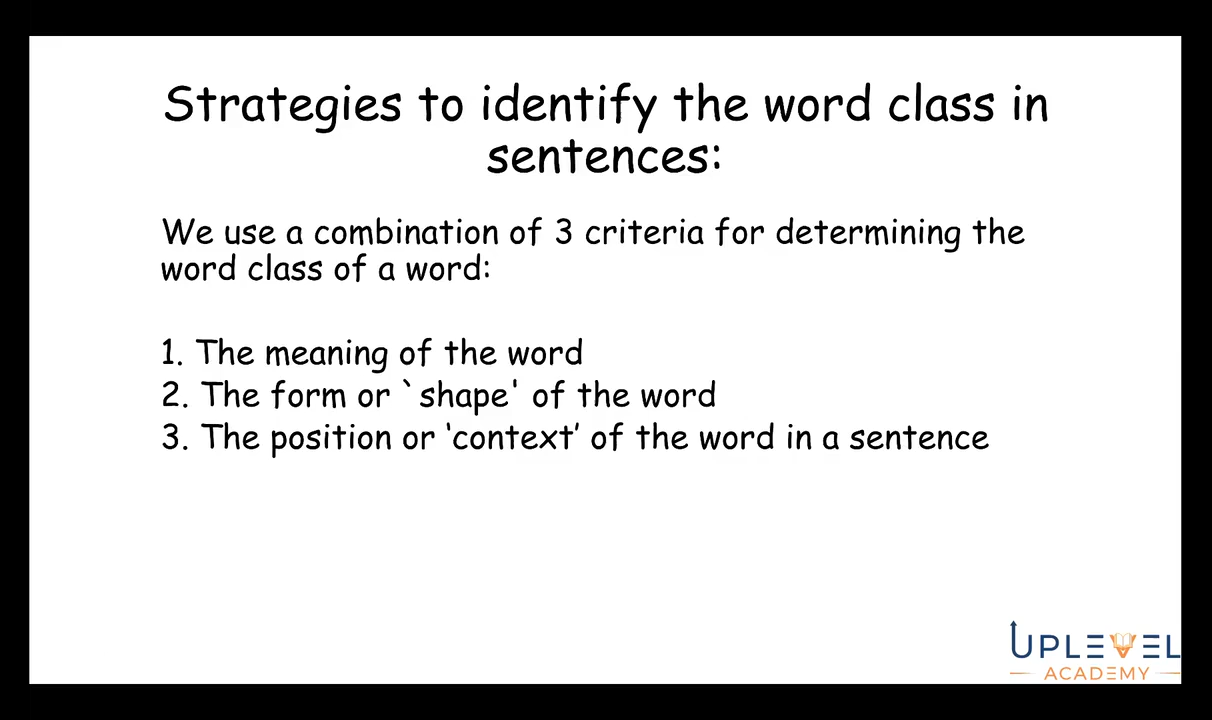 Strategies to identify the word class in
sentences:
We use a combination of 3 criteria for determining the
word class of a word:
1. The meaning of the word
2. The form or `shape' of the word
3. The position or ‘context’ of the word in a sentence
UPLEVEL
ACADEMY